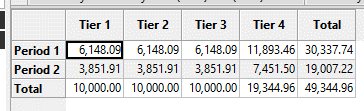 Tier 1 Tier 2 Tier 3 Tier 4 Total
Period 1 6,148.09 6,148.09 6,148.09 11,893.46 30,337.74
Period 2 3,851.91 3,851.91 3,851.91 7,451.50 19,007.22
Total 10,000.00 10,000.00 10,000.00 19,344.96 49,344.96